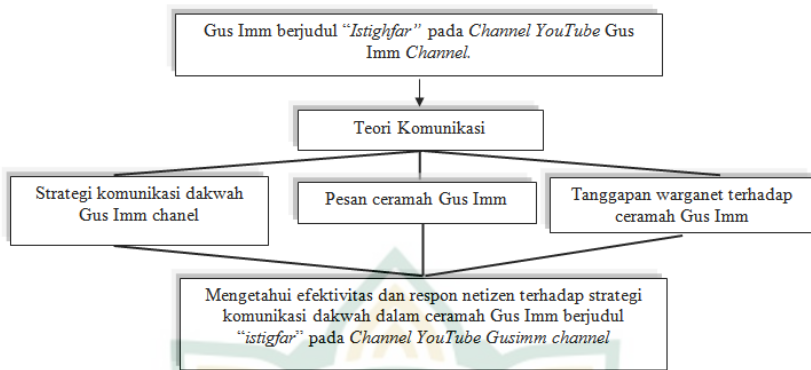 Gus Imm berjudul “Istighfar” pada Channel YouTube Gus
Imm Channel.
Teori Komunikasi
Strategi komunikasi dakwah
Gus Imm chanel
Pesan ceramah Gus Imm
Tanggapan warganet terhadap
ceramah Gus Imm
Mengetahui efektivitas dan respon netizen terhadap strategi
komunikasi dakwah dalam ceramah Gus Imm berjudul
“istigfar” pada Channel YouTube Gusimm channel